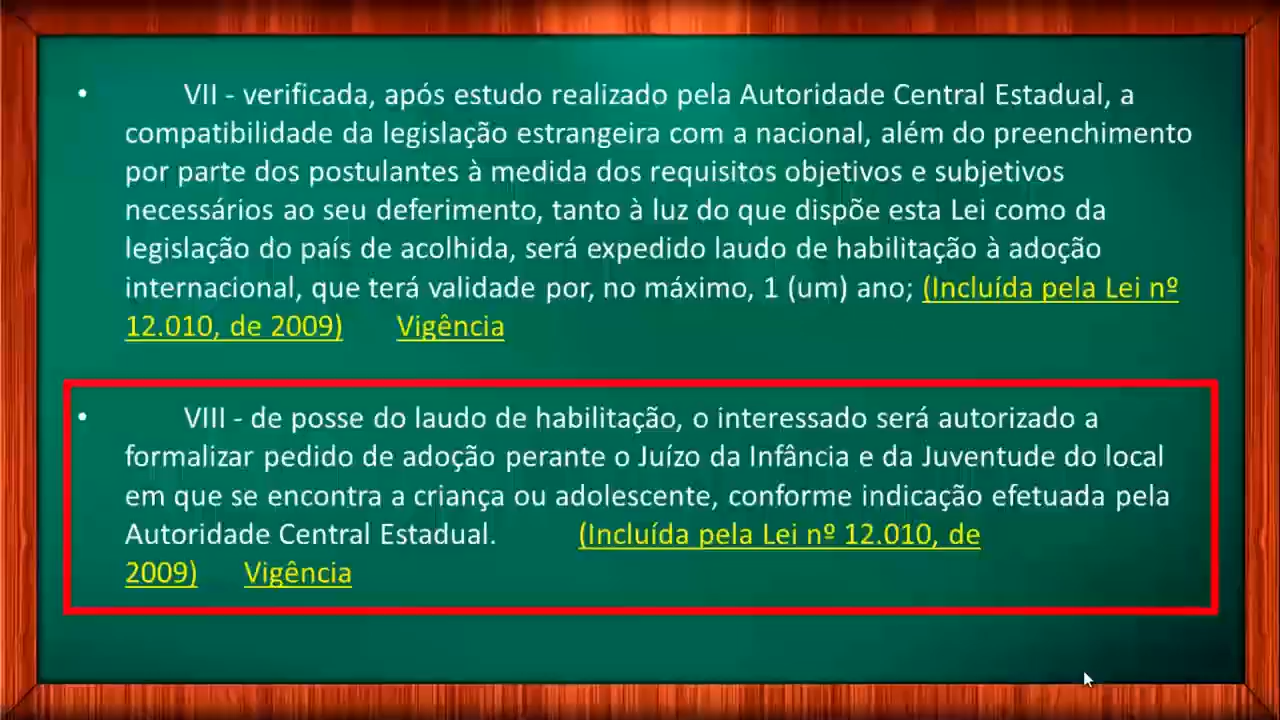 • VII - verificada, após estudo realizado pela Autoridade Central Estadual, a
compatibilidade da legislação estrangeira com a nacional, além do preenchimento
por parte dos postulantes à medida dos requisitos objetivos e subjetivos
necessários ao seu deferimento, tanto à luz do que dispõe esta Lei como da
legislação do país de acolhida, será expedido laudo de habilitação à adoção
internacional, que terá validade por, no máximo, 1 (um) ano; (Incluída pela Lei nº
12.010, de 2009) Vigência
• VIII - de posse do laudo de habilitação, o interessado será autorizado a
formalizar pedido de adoção perante o Juízo da Infância e da Juventude do local
em que se encontra a criança ou adolescente, conforme indicação efetuada pela
Autoridade Central Estadual. (Incluída pela Lei nº 12.010, de
2009) Vigência